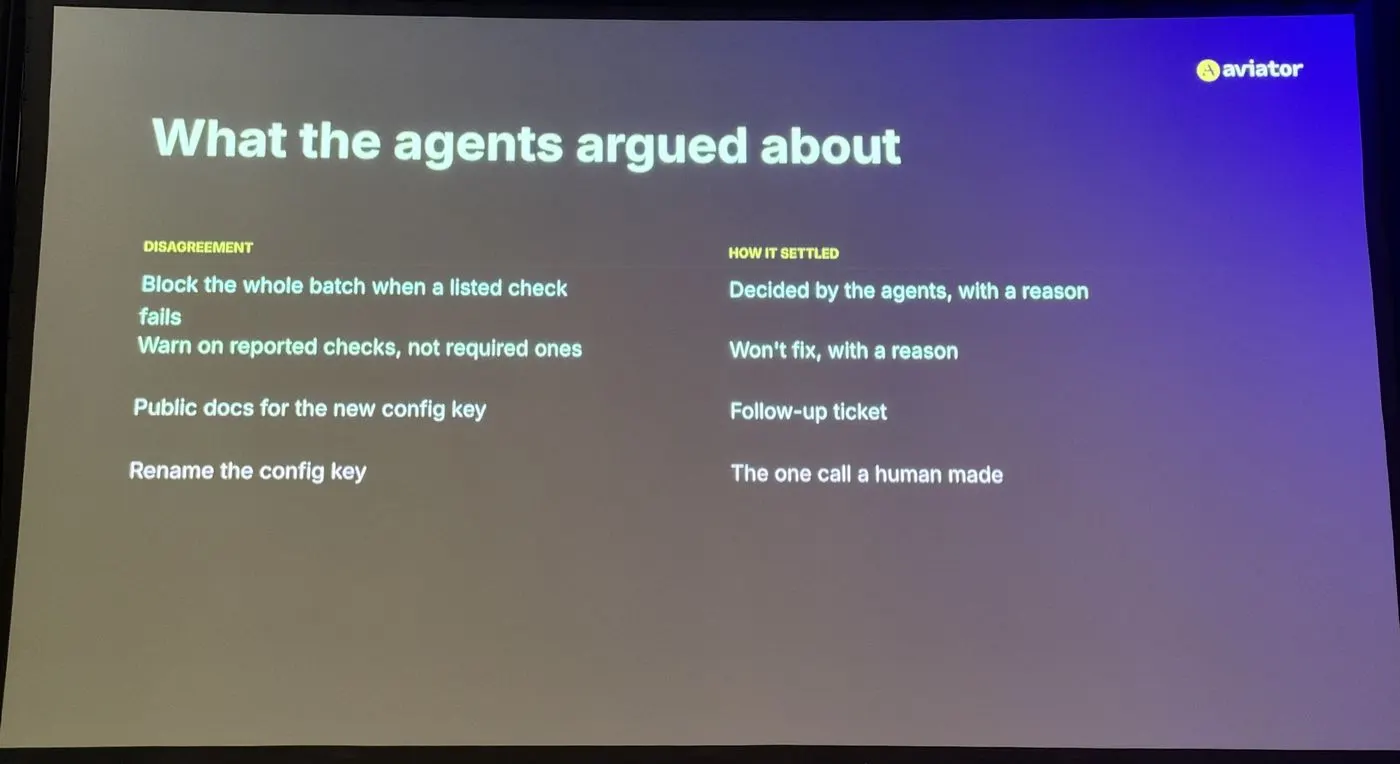 aviator
What the agents argued about
DISAGREEMENT
HOW IT SETTLED
Block the whole batch when a listed check
fails
Decided by the agents, with a reason
Warn on reported checks, not required ones
Won't fix, with a reason
Public docs for the new config key
Follow-up ticket
Rename the config key
The one call a human made